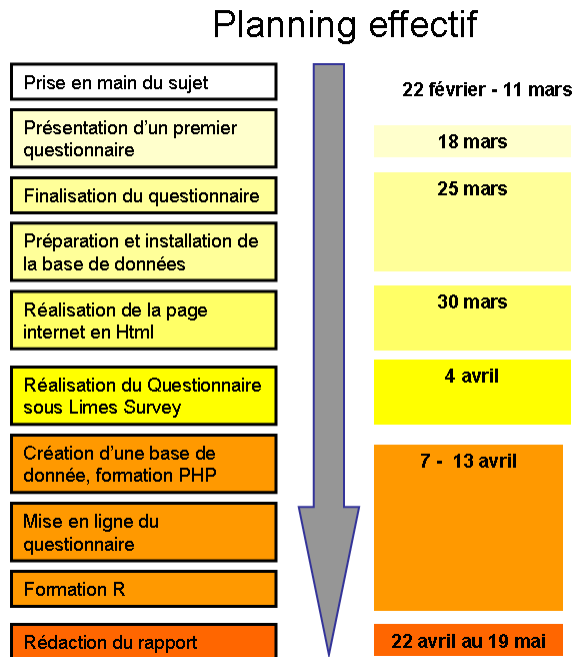 Planning effectif
Prise en main du sujet
22 février - 11 mars
Présentation d'un premier
questionnaire
18 mars
Finalisation du questionnaire
25 mars
Préparation et installation de
la base de données
Réalisation de la page
internet en Html
30 mars
Réalisation du Questionnaire
sous Limes Survey
4 avril
Création d'une base de
donnée, formation PHP
7 - 13 avril
Mise en ligne du
questionnaire
Formation R
Rédaction du rapport
22 avril au 19 mai